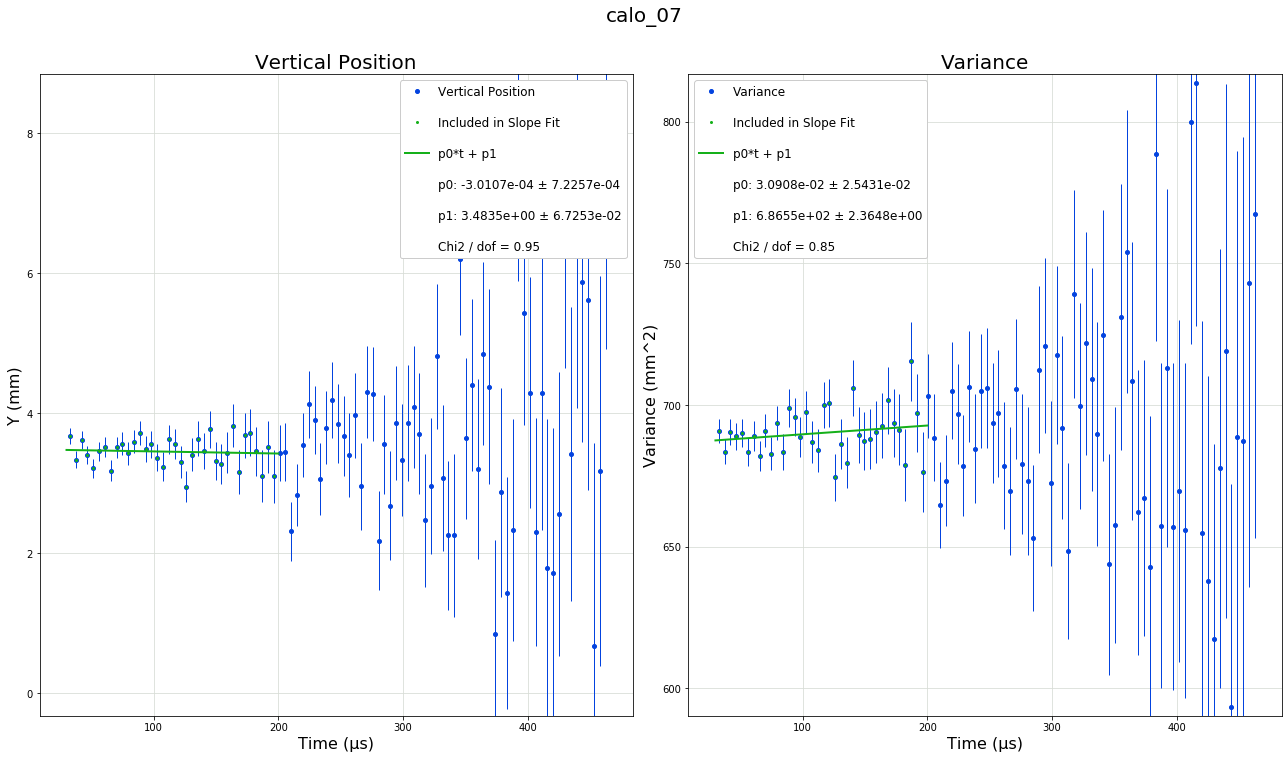 calo_07
Vertical Position
Vertical Position
Included in Slope Fit
p0*t + p1
p0: -3.0107e-04 ± 7.2257e-04
p1: 3.4835e+00 ± 6.7253e-02
Chi2 / dof = 0.95
8
6
4
2
0
Y (mm)
100
200
300
400
Time (μs)
Variance
Variance
Included in Slope Fit
p0*t + p1
p0: 3.0908e-02 ± 2.5431e-02
p1: 6.8655e+02 ± 2.3648e+00
Chi2 / dof = 0.85
800
750
700
650
600
Variance (mm^2)
100
200
300
400
Time (μs)